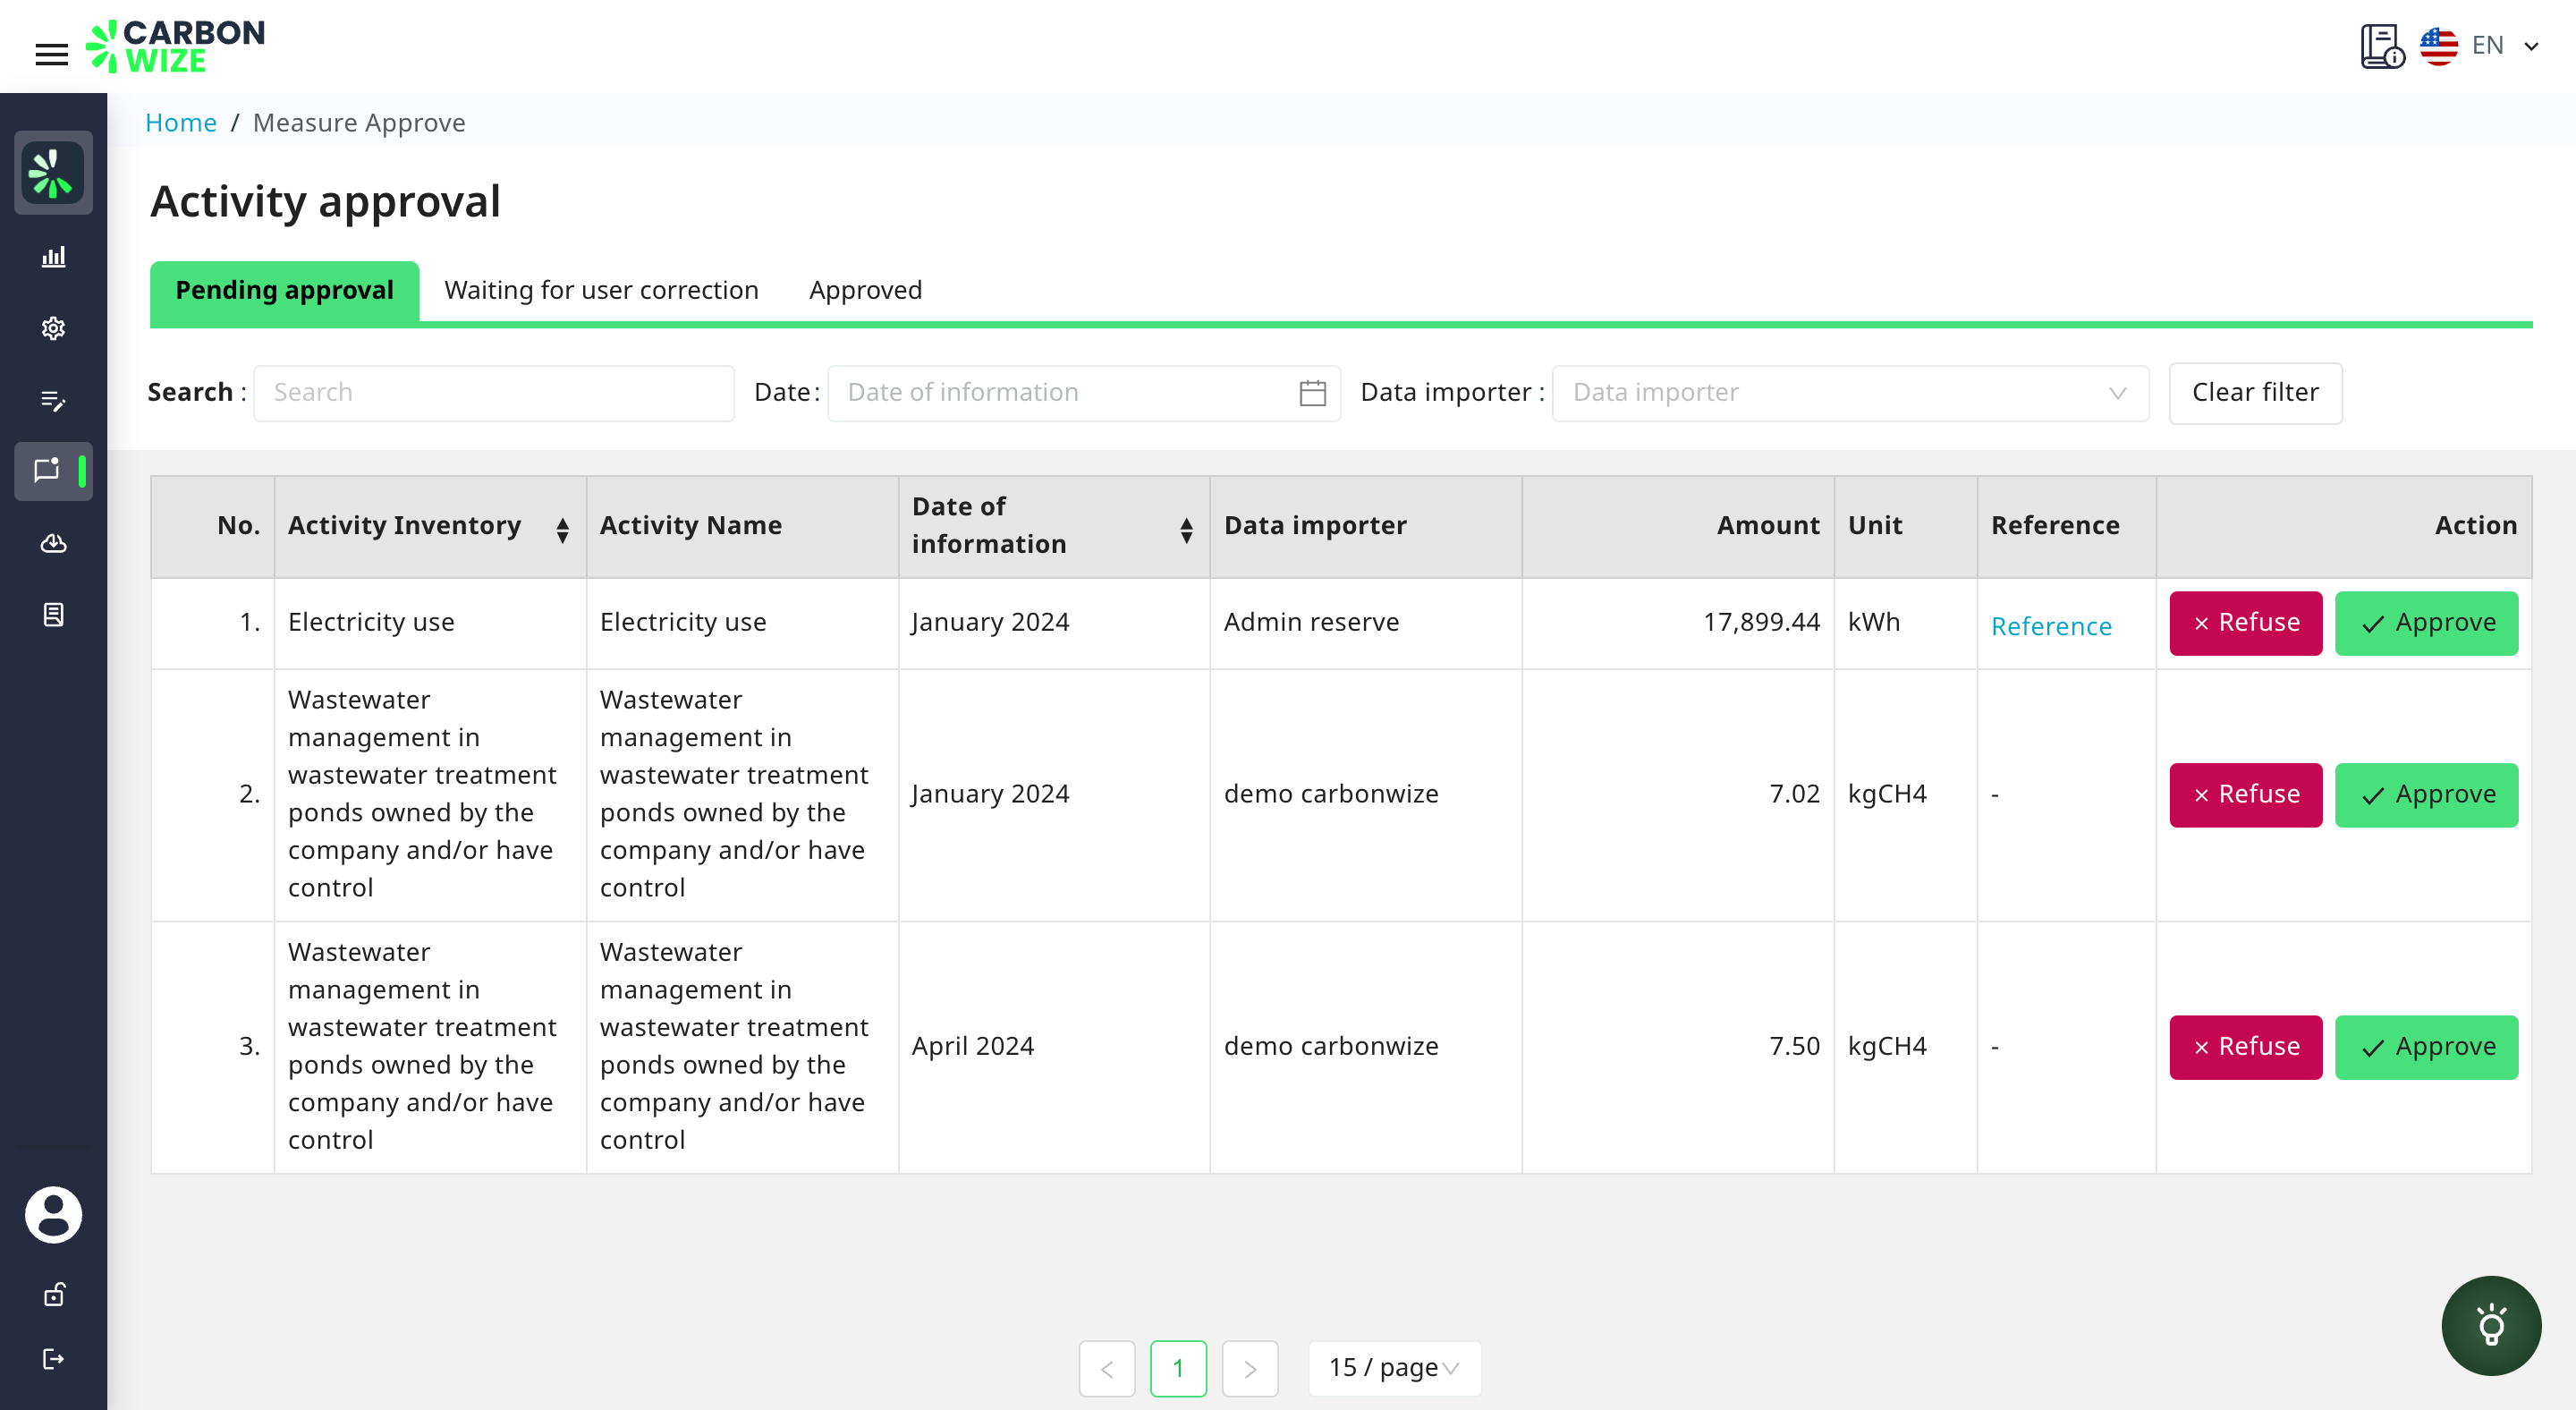 CARBON
WIZE
EN
Home / Measure Approve
Activity approval
Pending approval
Waiting for user correction
Approved
Search :
Search
Date :
Date of information
Data importer :
Data importer
Clear filter
No.
Activity Inventory
Activity Name
Date of
information
Data importer
Amount
Unit
Reference
Action
1.
Electricity use
Electricity use
January 2024
Admin reserve
17,899.44
kWh
Reference
Refuse
Approve
2.
Wastewater
management in
wastewater treatment
ponds owned by the
company and/or have
control
Wastewater
management in
wastewater treatment
ponds owned by the
company and/or have
control
January 2024
demo carbonwize
7.02
kgCH4
-
Refuse
Approve
3.
Wastewater
management in
wastewater treatment
ponds owned by the
company and/or have
control
Wastewater
management in
wastewater treatment
ponds owned by the
company and/or have
control
April 2024
demo carbonwize
7.50
kgCH4
-
Refuse
Approve
1
15 / page